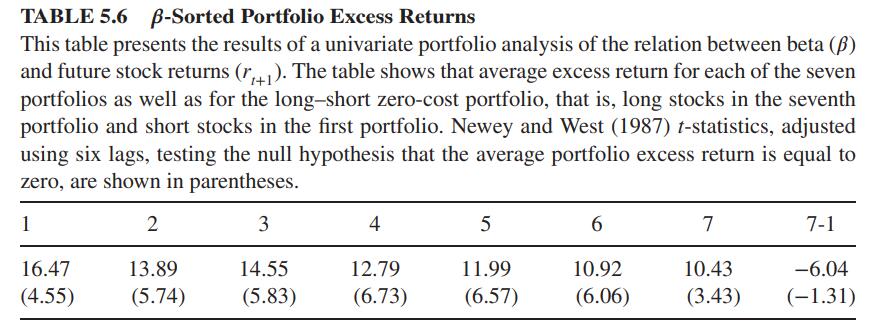 TABLE 5.6 β-Sorted Portfolio Excess Returns
This table presents the results of a univariate portfolio analysis of the relation between beta (β)
and future stock returns (rₜ₊₁). The table shows that average excess return for each of the seven
portfolios as well as for the long–short zero-cost portfolio, that is, long stocks in the seventh
portfolio and short stocks in the first portfolio. Newey and West (1987) t-statistics, adjusted
using six lags, testing the null hypothesis that the average portfolio excess return is equal to
zero, are shown in parentheses.
1 2 3 4 5 6 7 7-1
16.47 13.89 14.55 12.79 11.99 10.92 10.43 −6.04
(4.55) (5.74) (5.83) (6.73) (6.57) (6.06) (3.43) (−1.31)